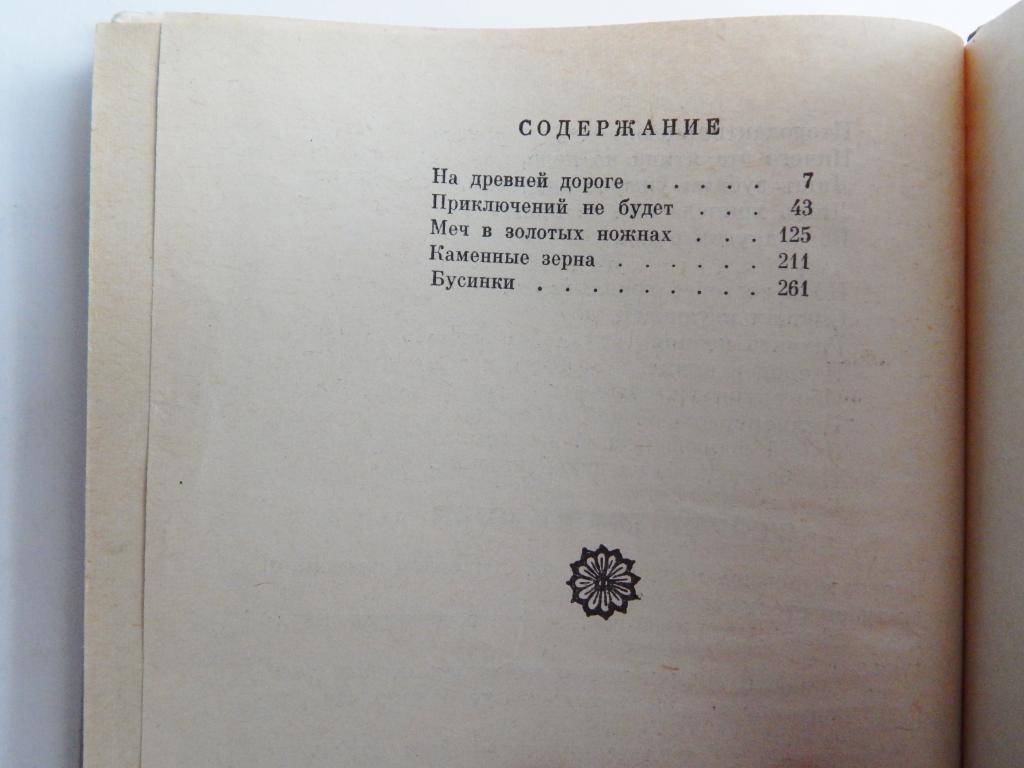 СОДЕРЖАНИЕ
На древней дороге . . . . . 7
Приключений не будет . . . 43
Меч в золотых ножнах . . . 125
Каменные зерна . . . . . . 211
Бусинки . . . . . . . . . 261